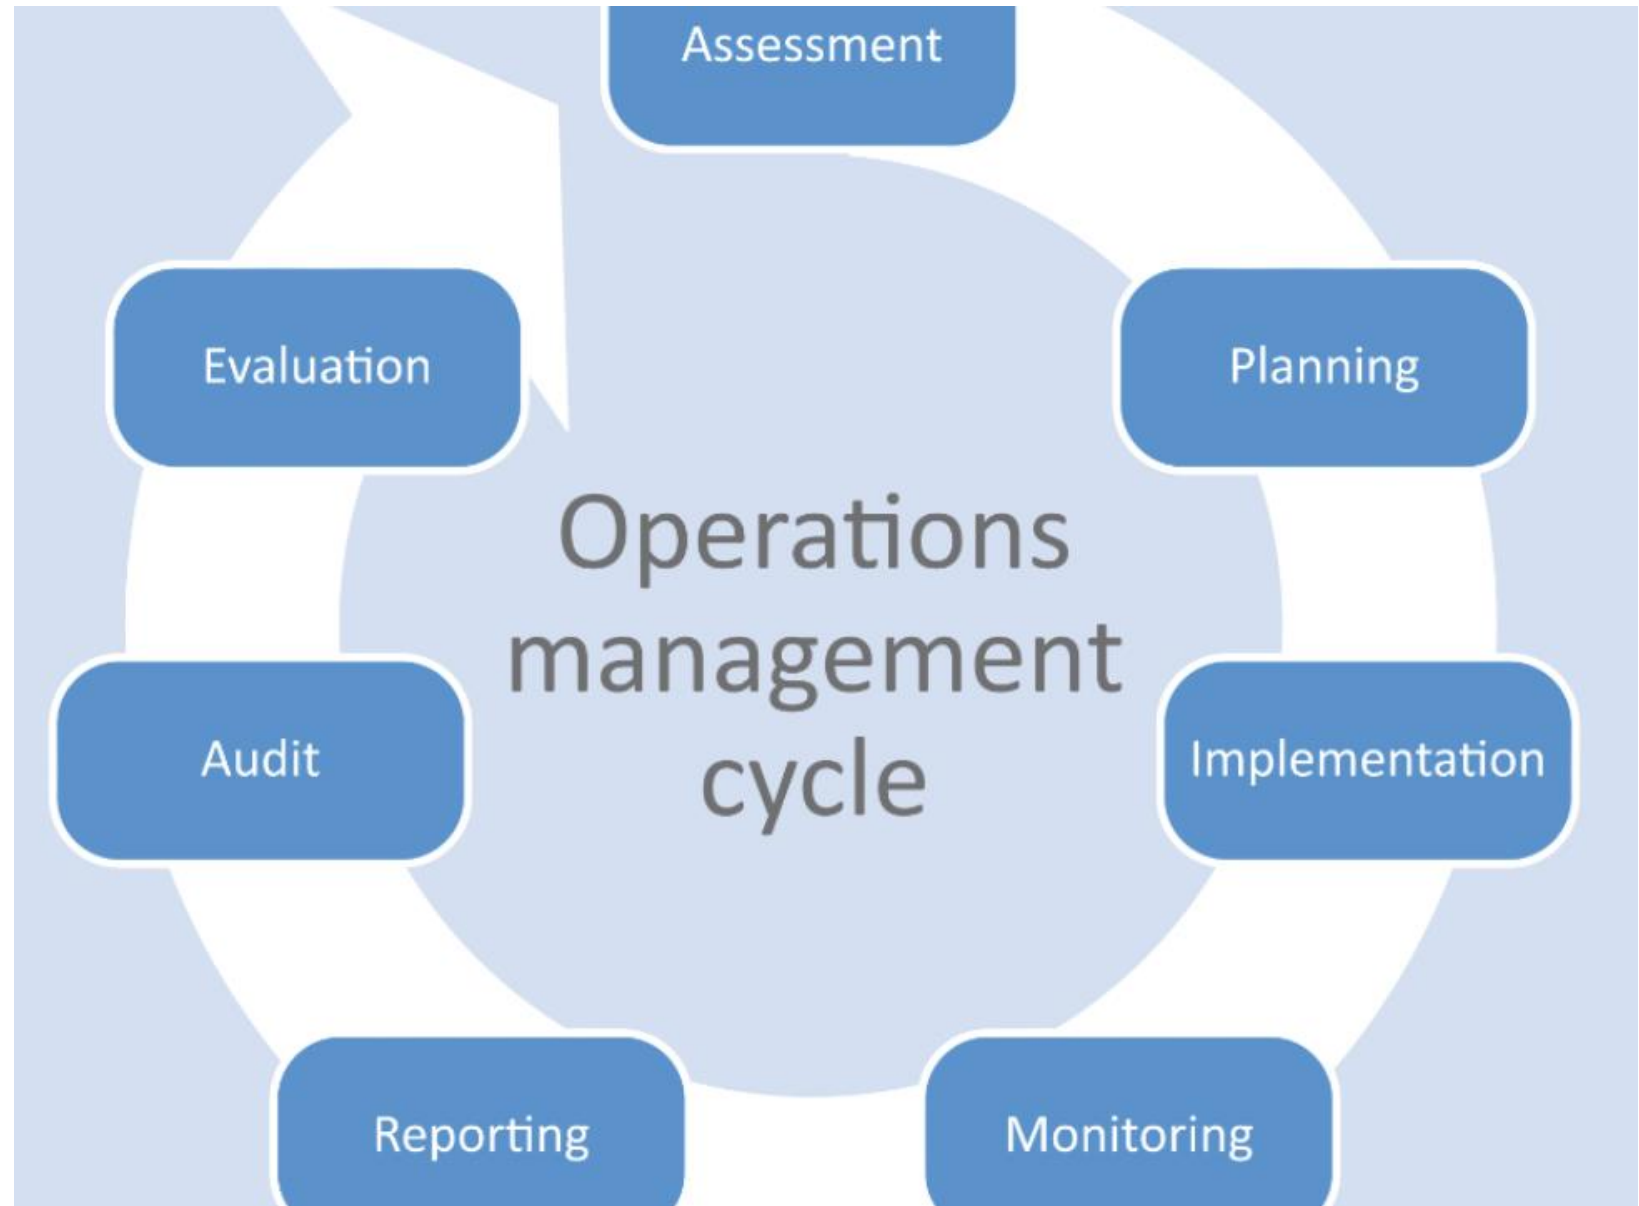 Assessment
Planning
Implementation
Monitoring
Reporting
Audit
Evaluation
Operations
management
cycle